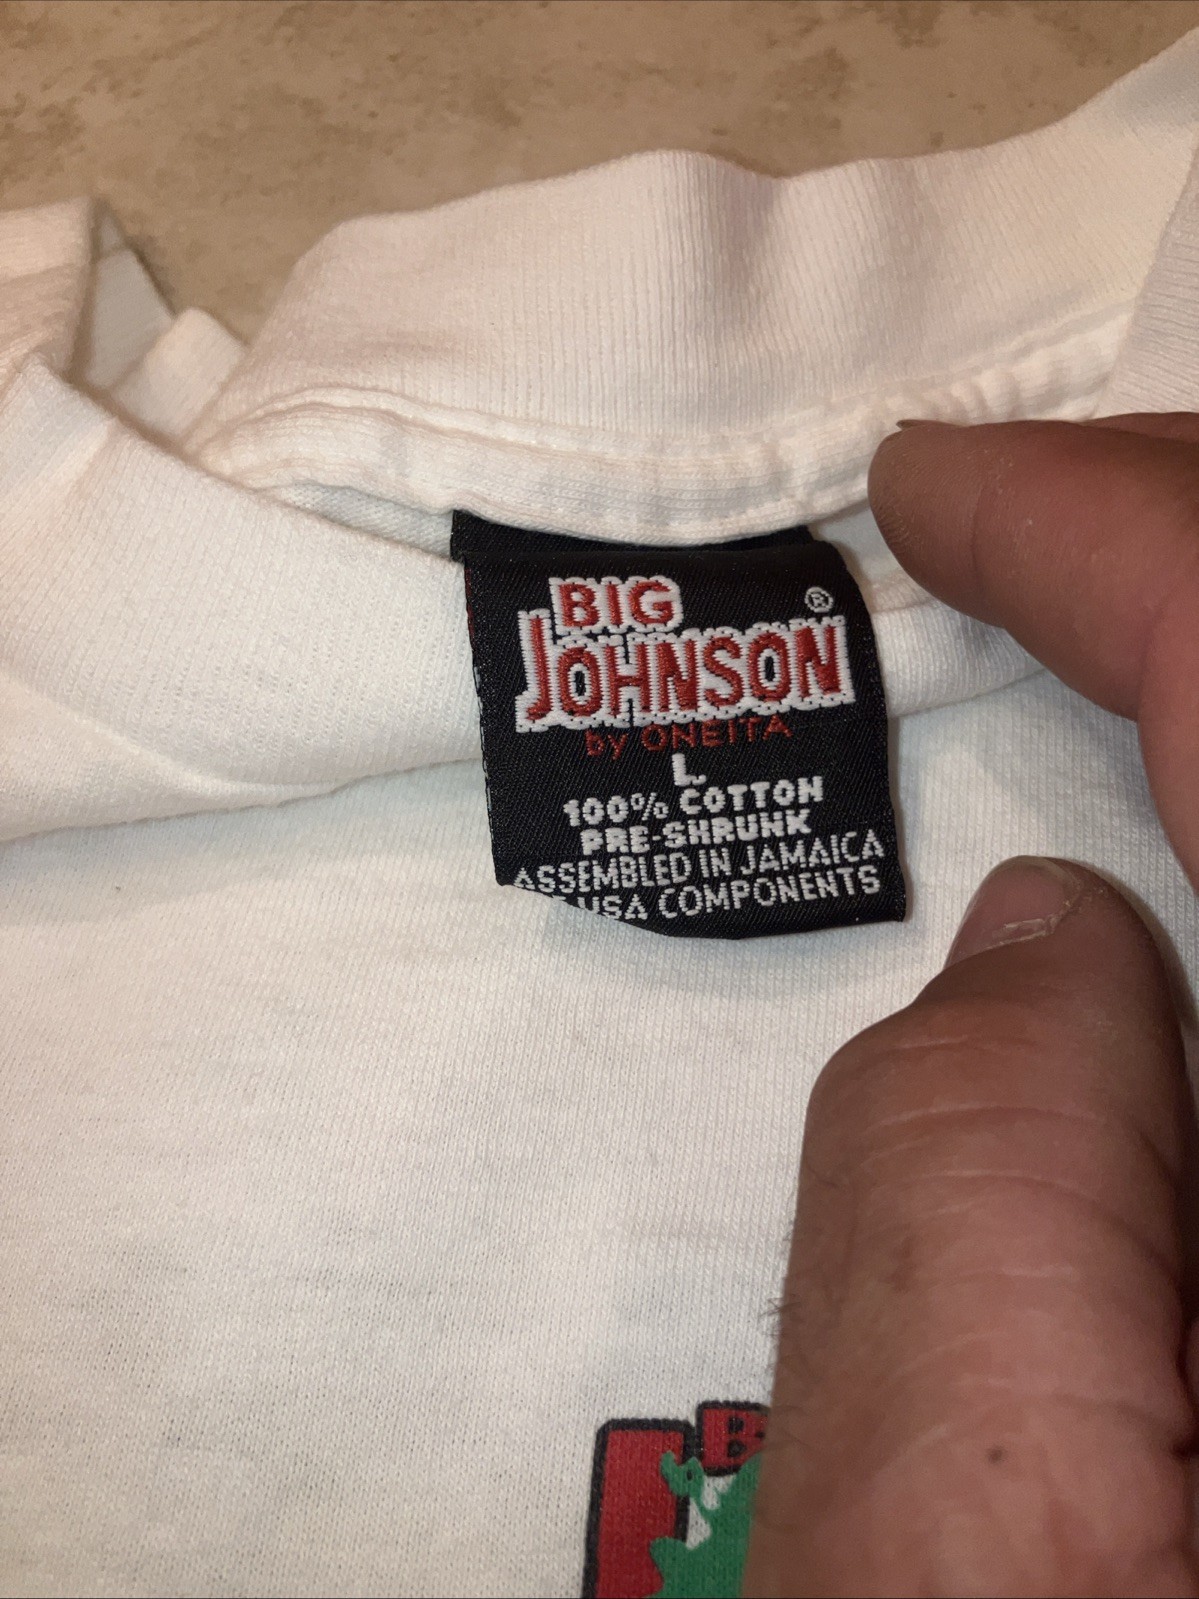 BIG
JOHNSON ®
by ONEITA
L.
100% COTTON
PRE-SHRUNK
ASSEMBLED IN JAMAICA
USA COMPONENTS
B